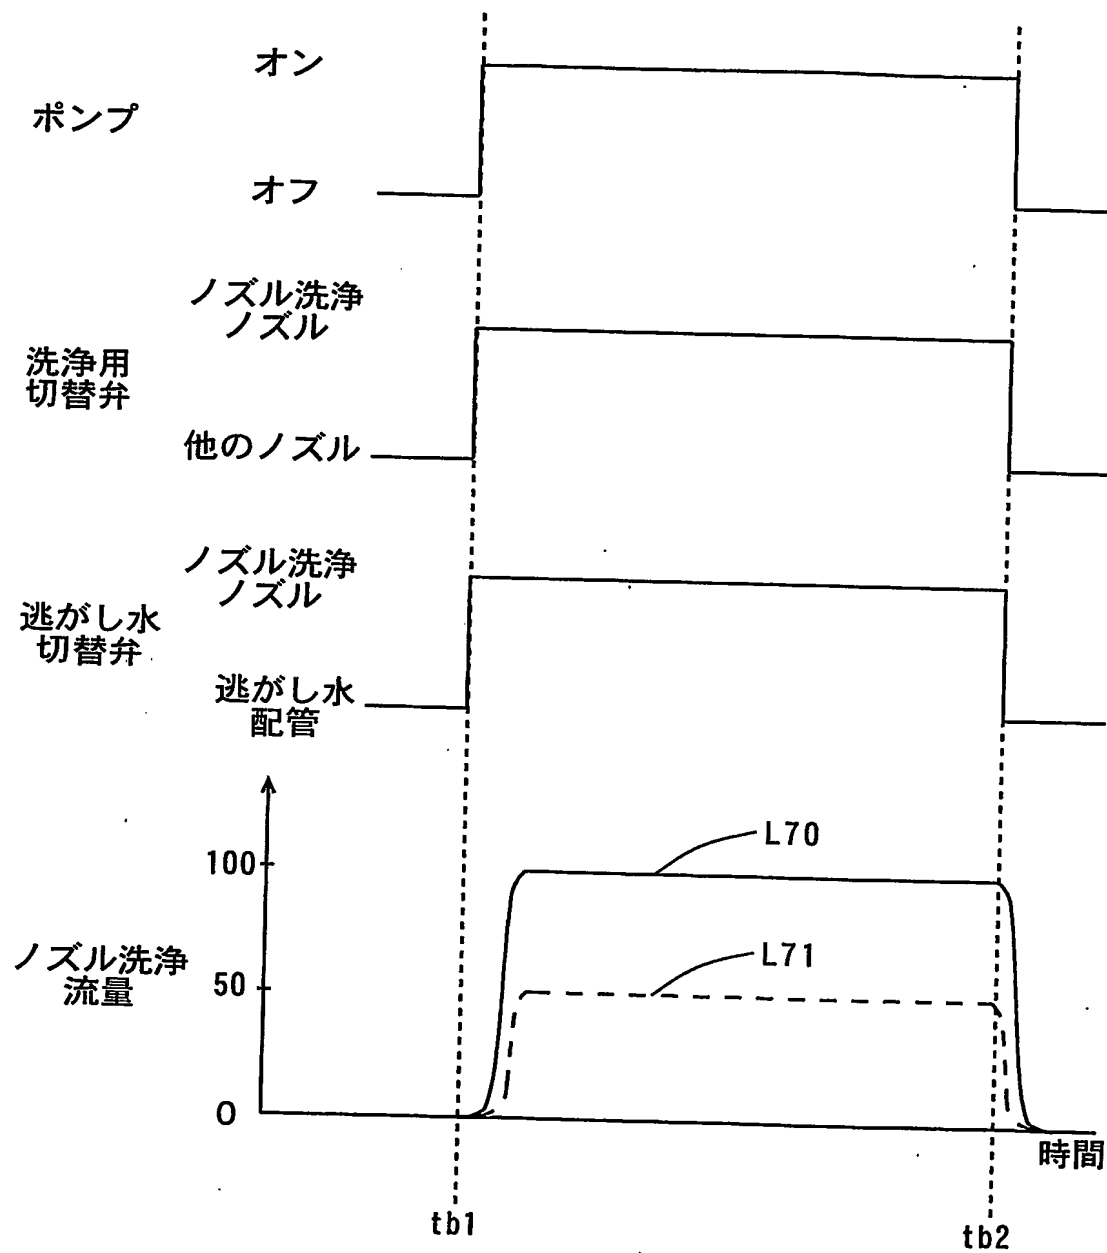 オン
ポンプ
オフ
ノズル洗浄
ノズル
洗浄用
切替弁
他のノズル
ノズル洗浄
ノズル
逃がし水
切替弁
逃がし水
配管
L70
100
L71
ノズル洗浄
流量
50
0
時間
tb1
tb2